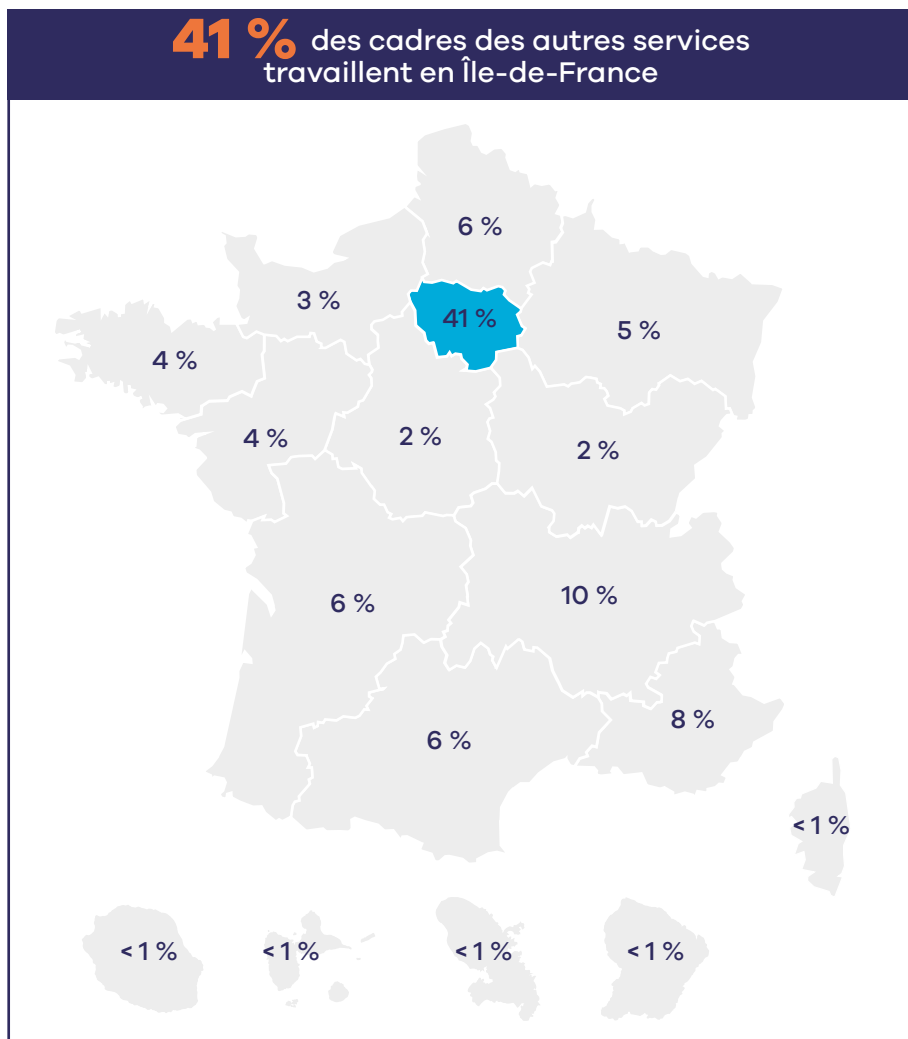 41 % des cadres des autres services
travaillent en Île-de-France
6 %
3 %
41 %
5 %
4 %
4 %
2 %
2 %
6 %
10 %
6 %
8 %
< 1 %
< 1 %
< 1 %
< 1 %
< 1 %